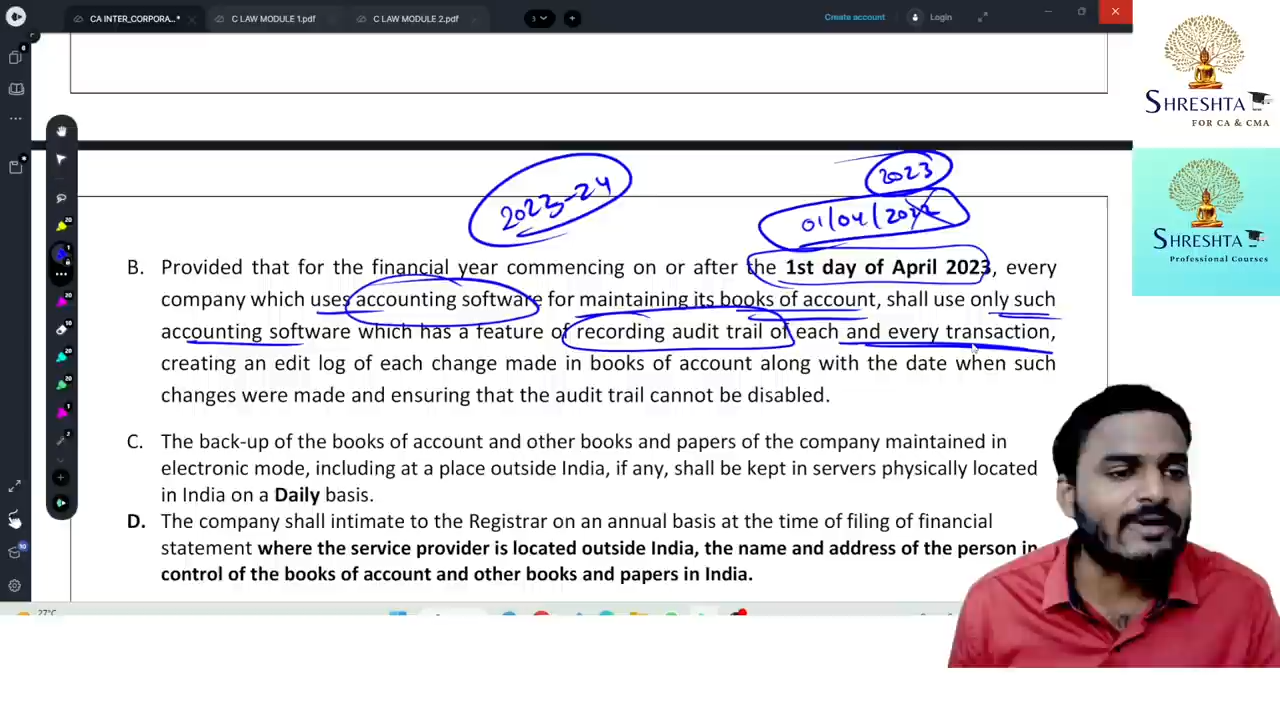 CA INTER_CORPORA...*
C LAW MODULE 1.pdf
C LAW MODULE 2.pdf
3
Create account
Login
SHRESHTA
FOR CA & CMA
SHRESHTA
Professional Courses
2023-24
2023
01/04/2022
B. Provided that for the financial year commencing on or after the 1st day of April 2023, every
company which uses accounting software for maintaining its books of account, shall use only such
accounting software which has a feature of recording audit trail of each and every transaction,
creating an edit log of each change made in books of account along with the date when such
changes were made and ensuring that the audit trail cannot be disabled.
C. The back-up of the books of account and other books and papers of the company maintained in
electronic mode, including at a place outside India, if any, shall be kept in servers physically located
in India on a Daily basis.
D. The company shall intimate to the Registrar on an annual basis at the time of filing of financial
statement where the service provider is located outside India, the name and address of the person in
control of the books of account and other books and papers in India.
27°C